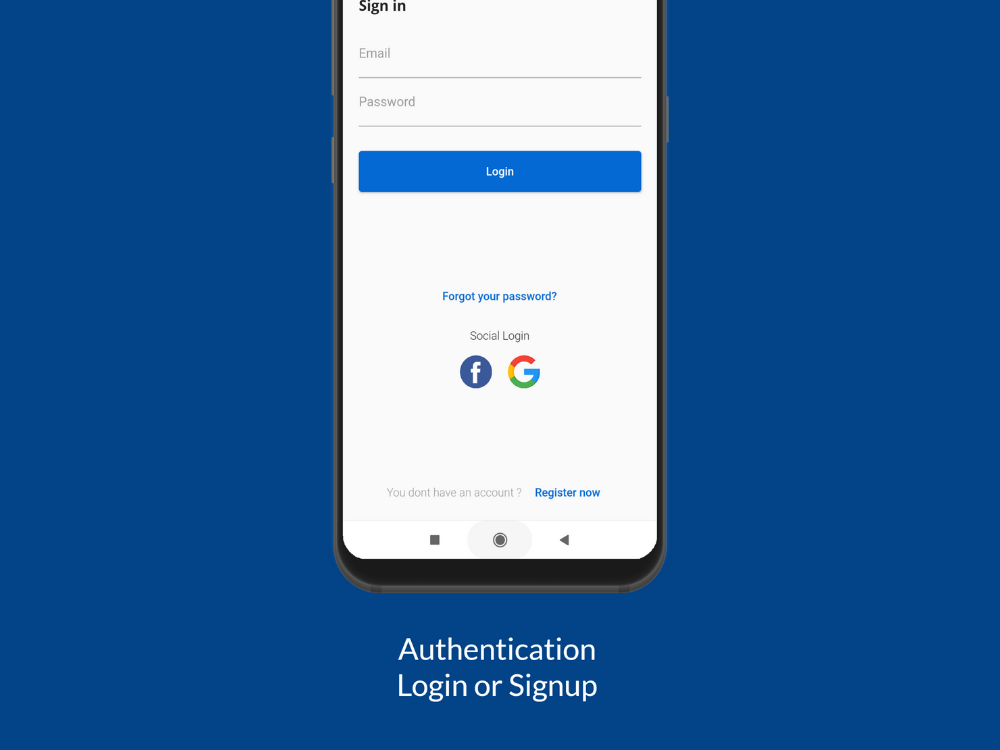 Sign in
Email
Password
Login
Forgot your password?
Social Login
You dont have an account ? Register now
Authentication
Login or Signup